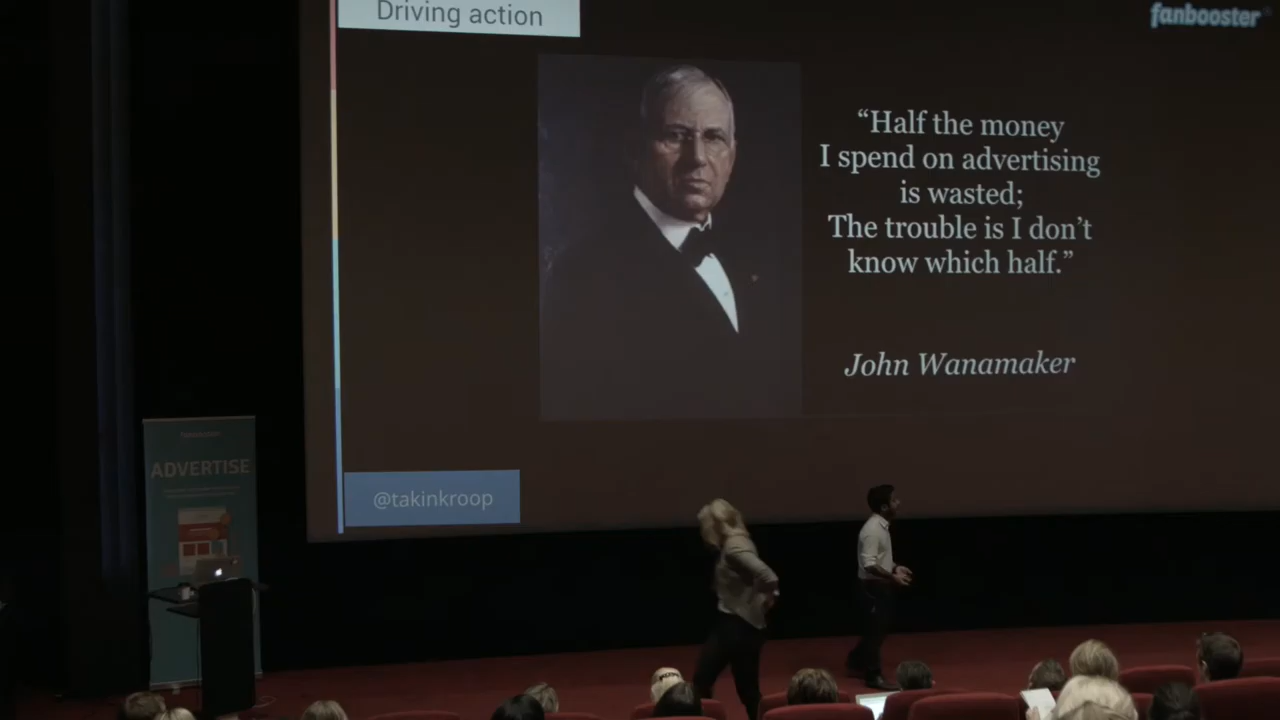 Driving action
fanbooster
“Half the money
I spend on advertising
is wasted;
The trouble is I don’t
know which half.”
John Wanamaker
@takinkroop
ADVERTISE